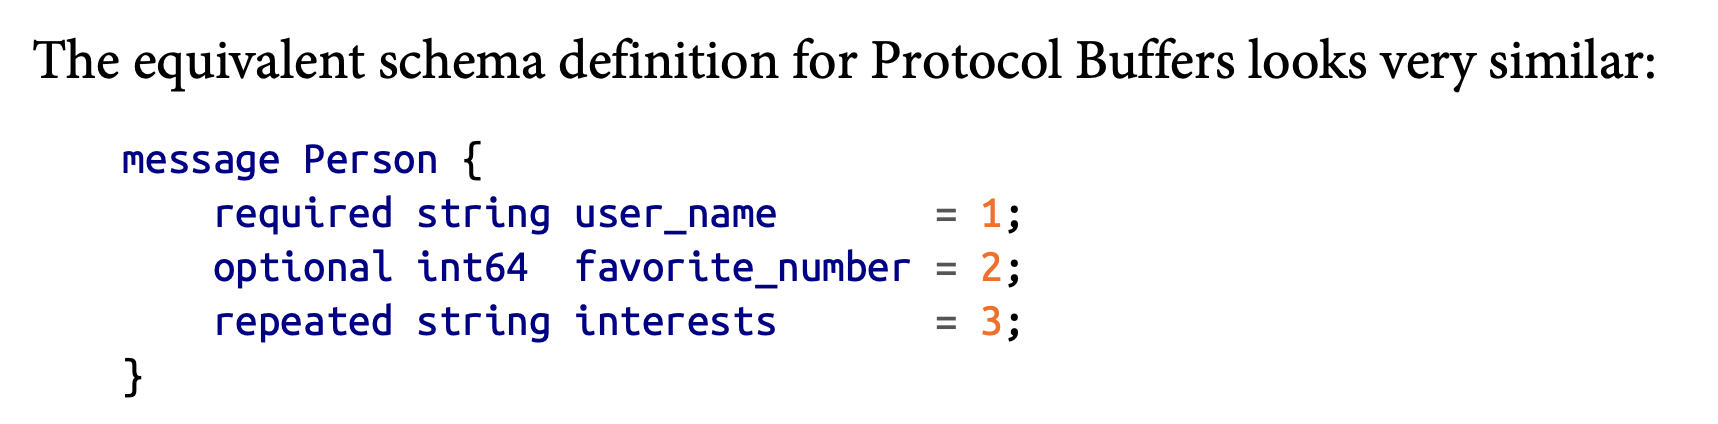 The equivalent schema definition for Protocol Buffers looks very similar:
message Person {
    required string user_name       = 1;
    optional int64  favorite_number = 2;
    repeated string interests       = 3;
}